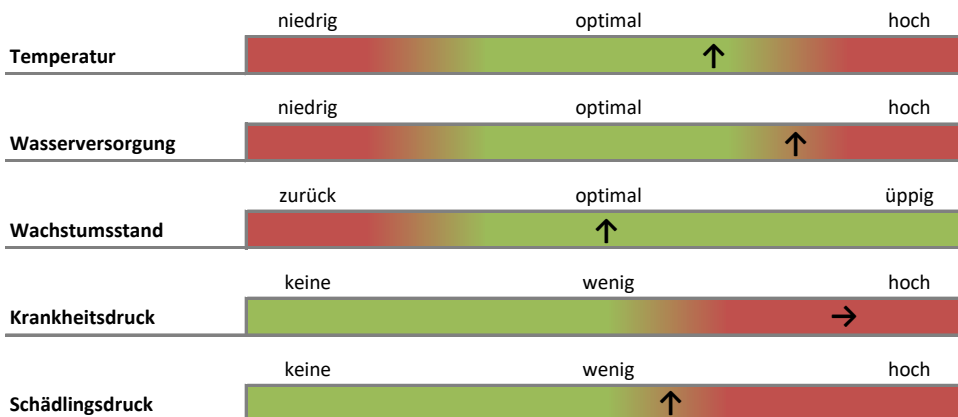 niedrig optimal hoch
Temperatur ↑
niedrig optimal hoch
Wasserversorgung ↑
zurück optimal üppig
Wachstumsstand ↑
keine wenig hoch
Krankheitsdruck →
keine wenig hoch
Schädlingsdruck ↑